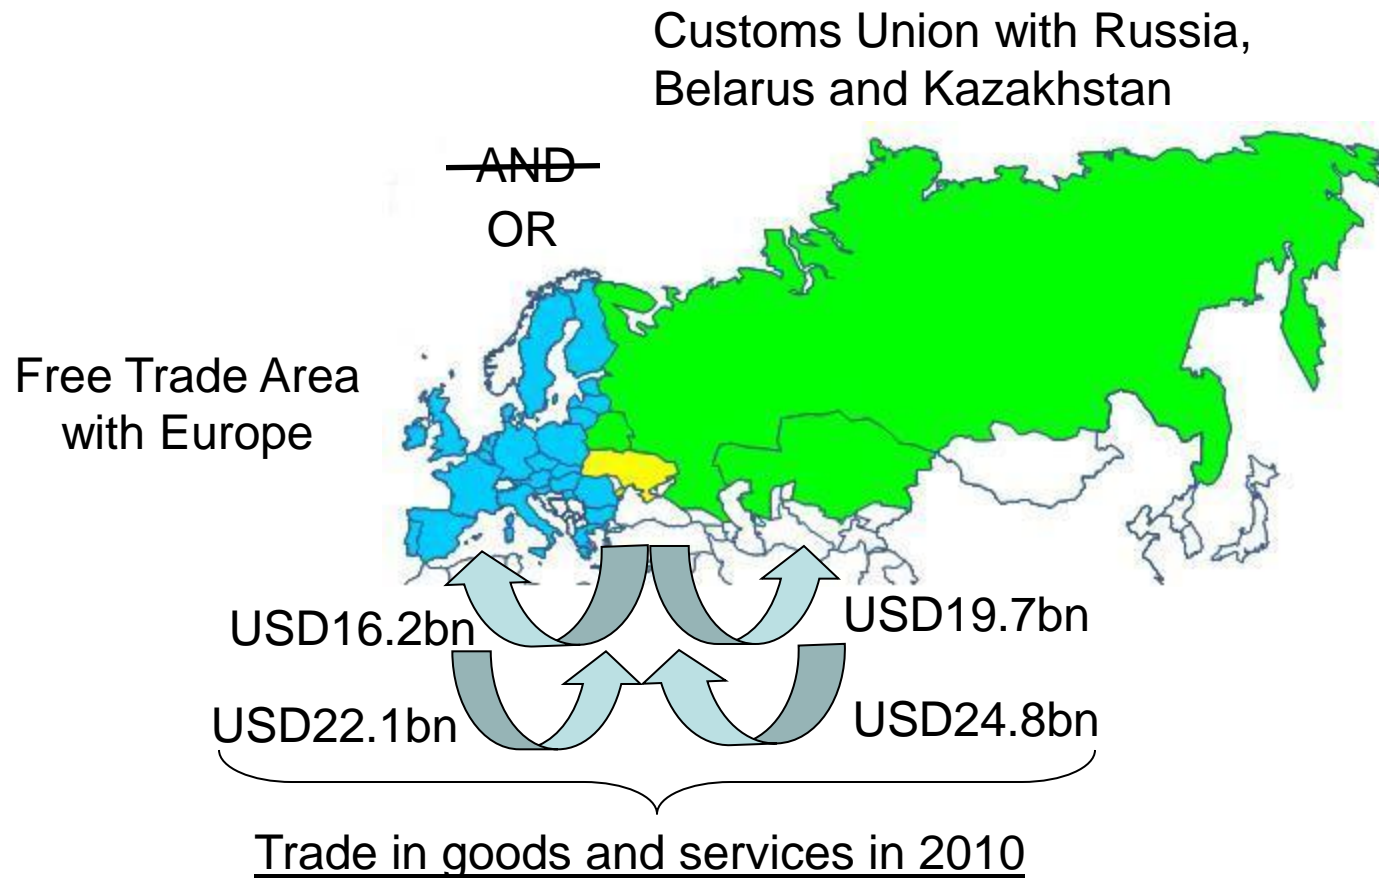 Customs Union with Russia,
Belarus and Kazakhstan
AND
OR
Free Trade Area
with Europe
USD16.2bn
USD19.7bn
USD22.1bn
USD24.8bn
Trade in goods and services in 2010